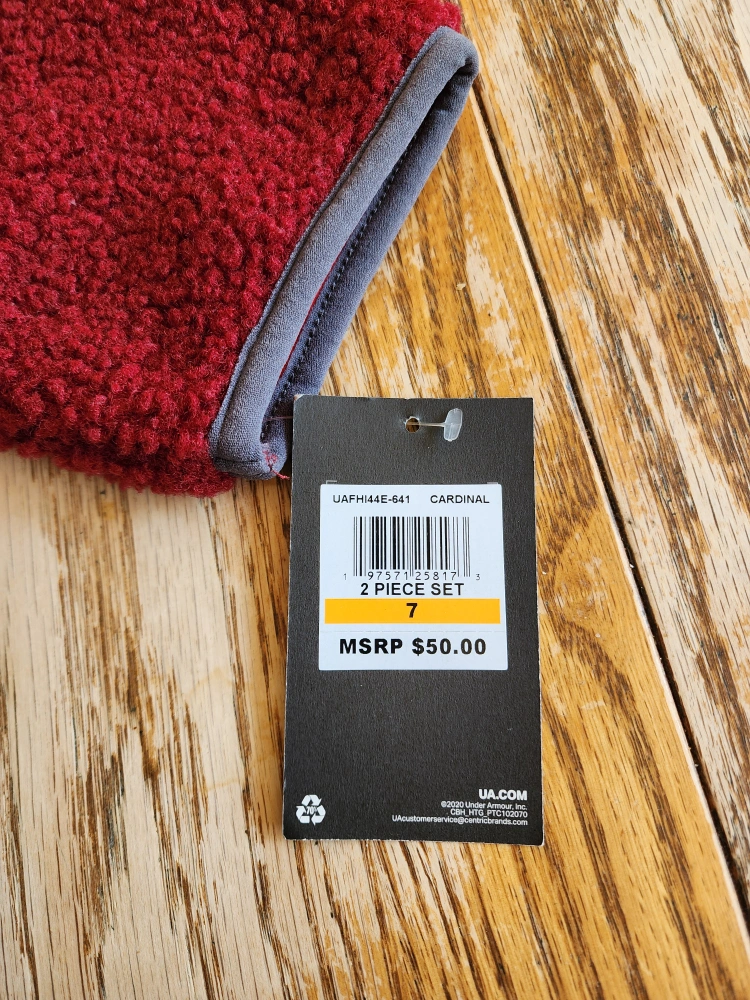 UAFHI44E-641 CARDINAL
1 97571 25817 3
2 PIECE SET
7
MSRP $50.00
70%
UA.COM
©2020 Under Armour, Inc.
CBH_HTG_PTC102070
UAcustomerservice@centricbrands.com